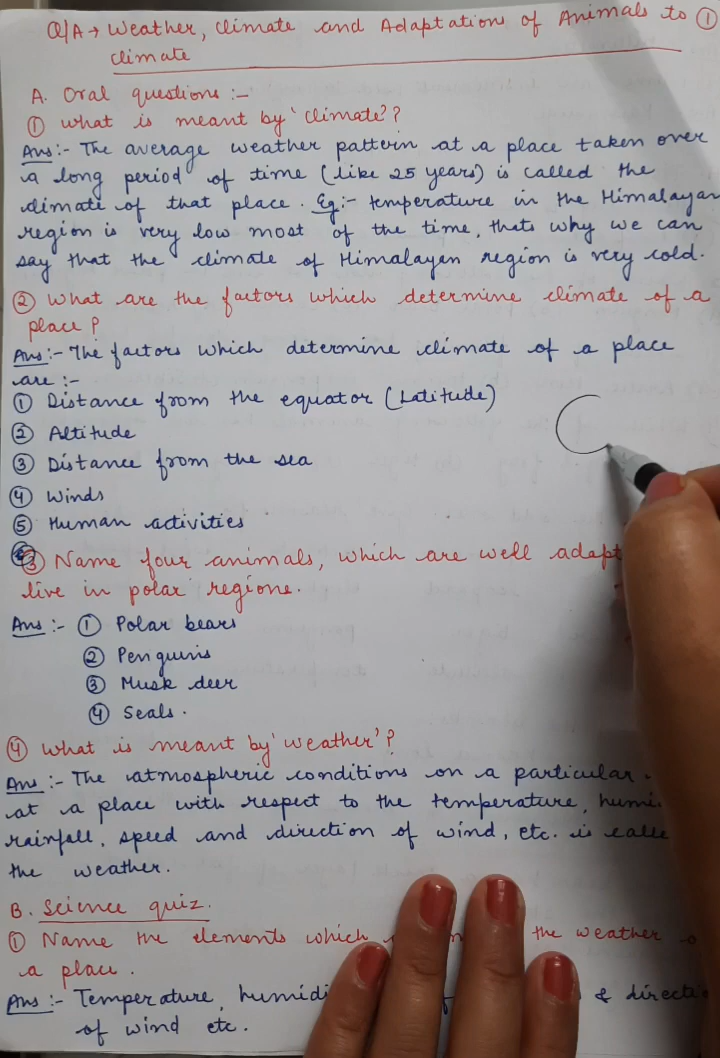 Q/A → Weather, climate and Adaptation of Animals to ①
climate
A. Oral questions :-
① What is meant by 'climate'?
Ans :- The average weather pattern at a place taken over
a long period of time (like 25 years) is called the
climate of that place. Eg:- temperature in the Himalayan
region is very low most of the time, thats why we can
say that the climate of Himalayan region is very cold.
② What are the factors which determine climate of a
place?
Ans :- The factors which determine climate of a place
are :-
① Distance from the equator (Latitude)
② Altitude
③ Distance from the sea
④ Winds
⑤ Human activities
③ Name four animals, which are well adapt
live in polar regions.
Ans :- ① Polar bears
② Penguins
③ Musk deer
④ Seals.
④ What is meant by 'weather'?
Ans :- The atmospheric conditions on a particular
at a place with respect to the temperature, humi
rainfall, speed and direction of wind, etc. is calle
the weather.
B. Science quiz.
① Name the elements which the weather
a place.
Ans :- Temperature, humidi & directi
of wind etc.